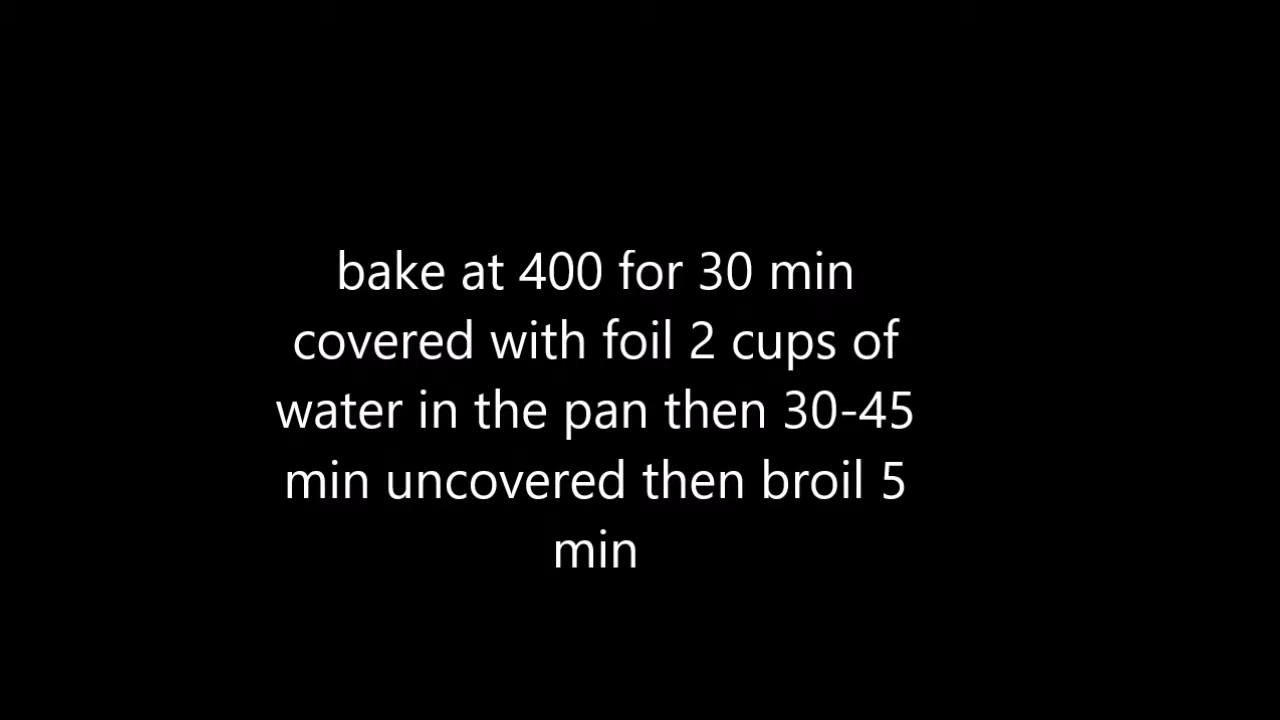 bake at 400 for 30 min
covered with foil 2 cups of
water in the pan then 30-45
min uncovered then broil 5
min